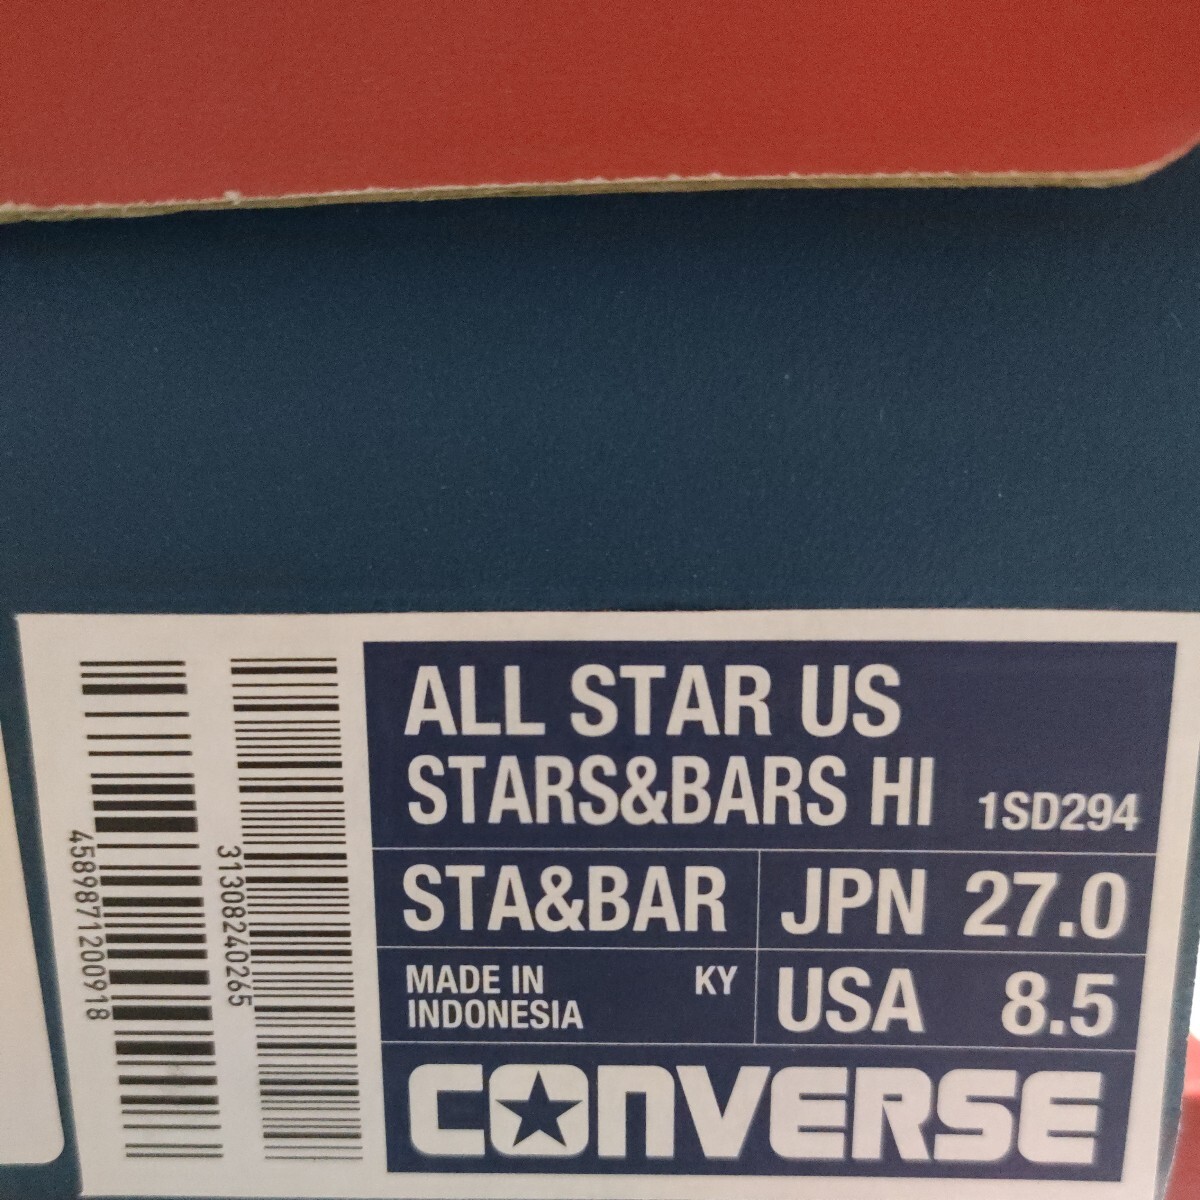 ALL STAR US
STARS&BARS HI 1SD294
STA&BAR JPN 27.0
MADE IN INDONESIA KY USA 8.5
CONVERSE
4589871200918
31308240265